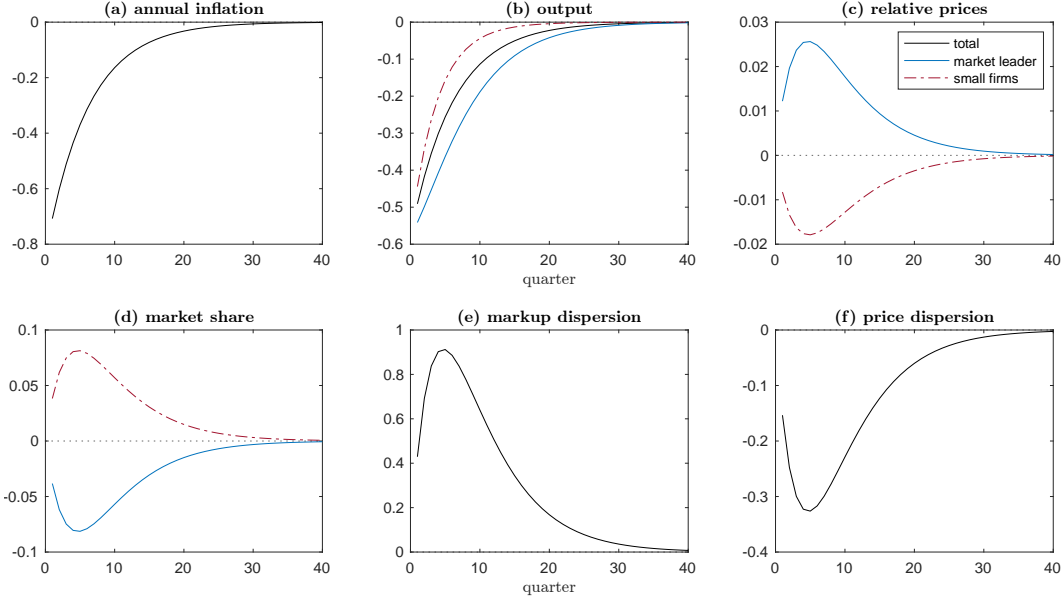 (a) annual inflation
0
-0.2
-0.4
-0.6
-0.8
0 10 20 30 40
(b) output
0
-0.1
-0.2
-0.3
-0.4
-0.5
-0.6
0 10 20 30 40
quarter
(c) relative prices
0.03
0.02
0.01
0
-0.01
-0.02
0 10 20 30 40
total
market leader
small firms
(d) market share
0.1
0.05
0
-0.05
-0.1
0 10 20 30 40
(e) markup dispersion
1
0.8
0.6
0.4
0.2
0
0 10 20 30 40
quarter
(f) price dispersion
0
-0.1
-0.2
-0.3
-0.4
0 10 20 30 40